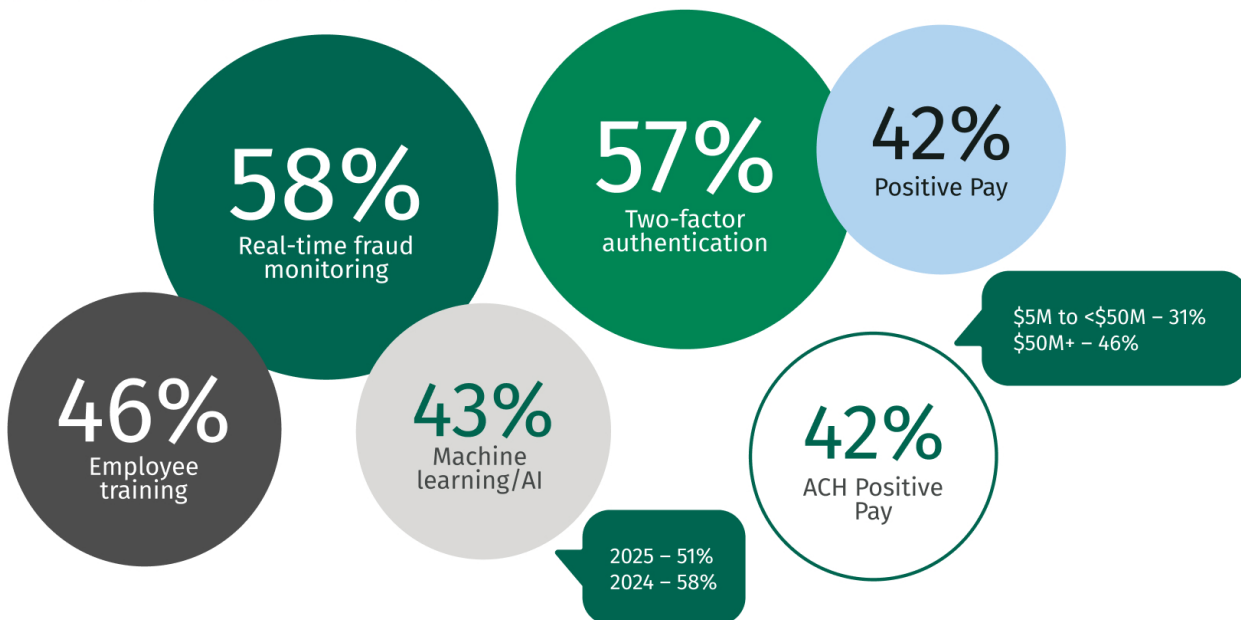 58%
Real-time fraud
monitoring
57%
Two-factor
authentication
42%
Positive Pay
46%
Employee
training
43%
Machine
learning/AI
2025 – 51%
2024 – 58%
42%
ACH Positive
Pay
$5M to <$50M – 31%
$50M+ – 46%